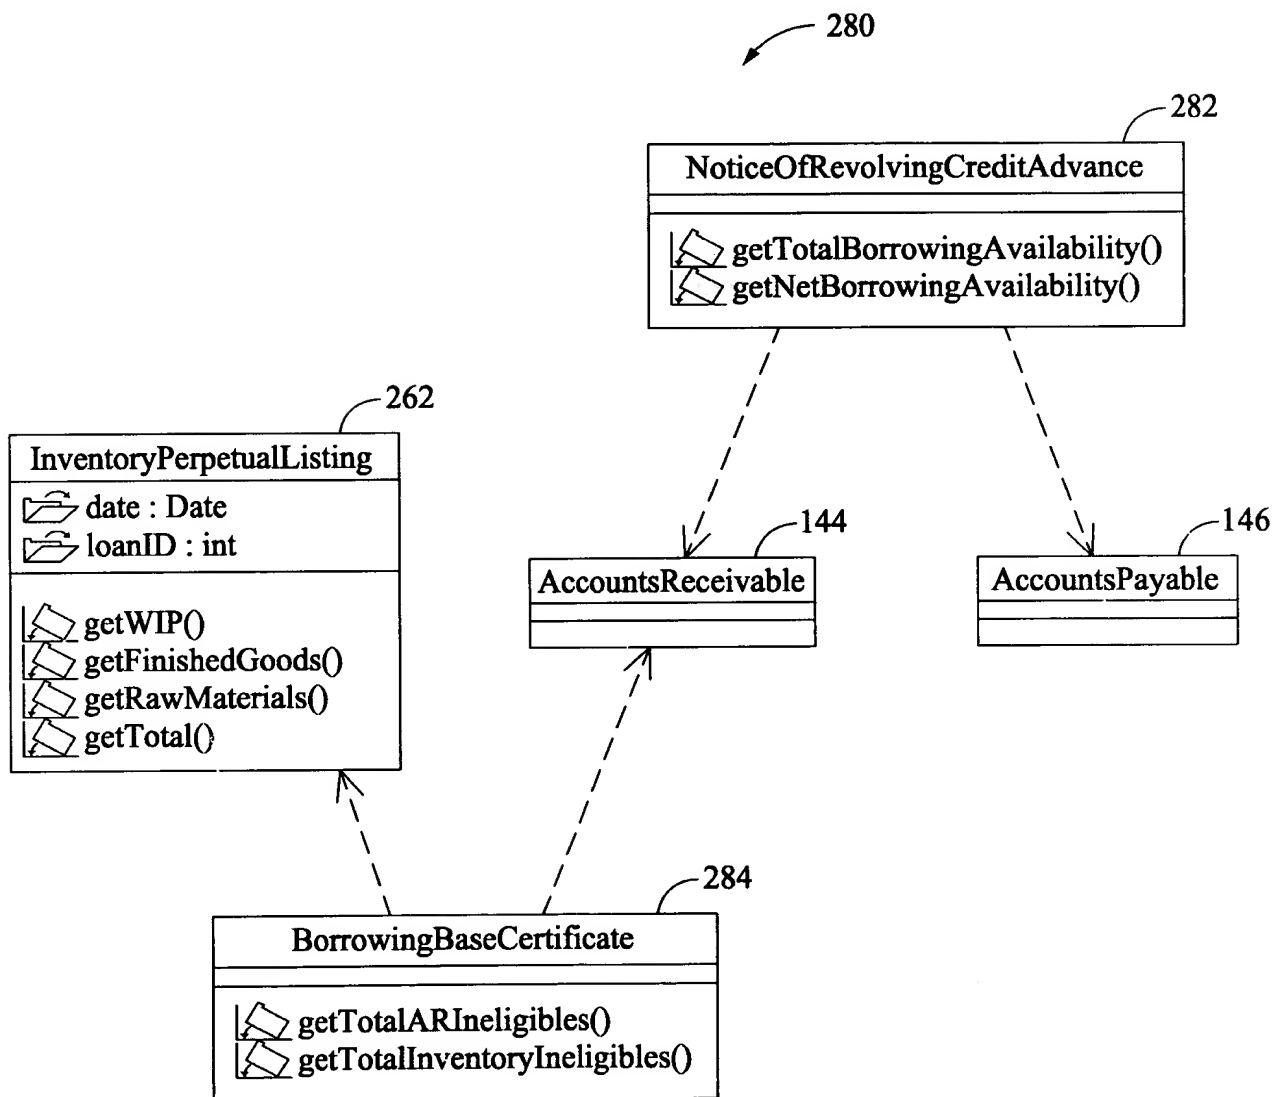 280
282
NoticeOfRevolvingCreditAdvance
getTotalBorrowingAvailability()
getNetBorrowingAvailability()
262
InventoryPerpetualListing
date : Date
loanID : int
getWIP()
getFinishedGoods()
getRawMaterials()
getTotal()
144
AccountsReceivable
146
AccountsPayable
284
BorrowingBaseCertificate
getTotalARIneligibles()
getTotalInventoryIneligibles()